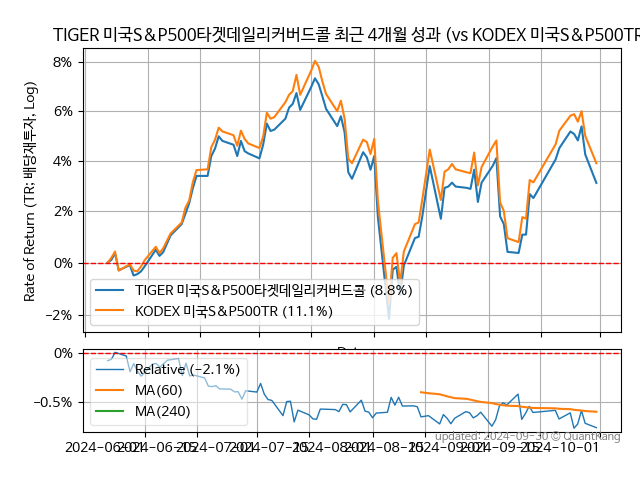 TIGER 미국S&P500타겟데일리커버드콜 최근 4개월 성과 (vs KODEX 미국S&P500TR
Rate of Return (TR: 배당재투자, Log)
8%
6%
4%
2%
0%
−2%
TIGER 미국S&P500타겟데일리커버드콜 (8.8%)
KODEX 미국S&P500TR (11.1%)
0%
−0.5%
Relative (−2.1%)
MA(60)
MA(240)
updated: 2024-09-30 © Quanthang
2024-06-01
2024-06-15
2024-07-01
2024-07-15
2024-08-01
2024-08-15
2024-09-01
2024-09-15
2024-10-01